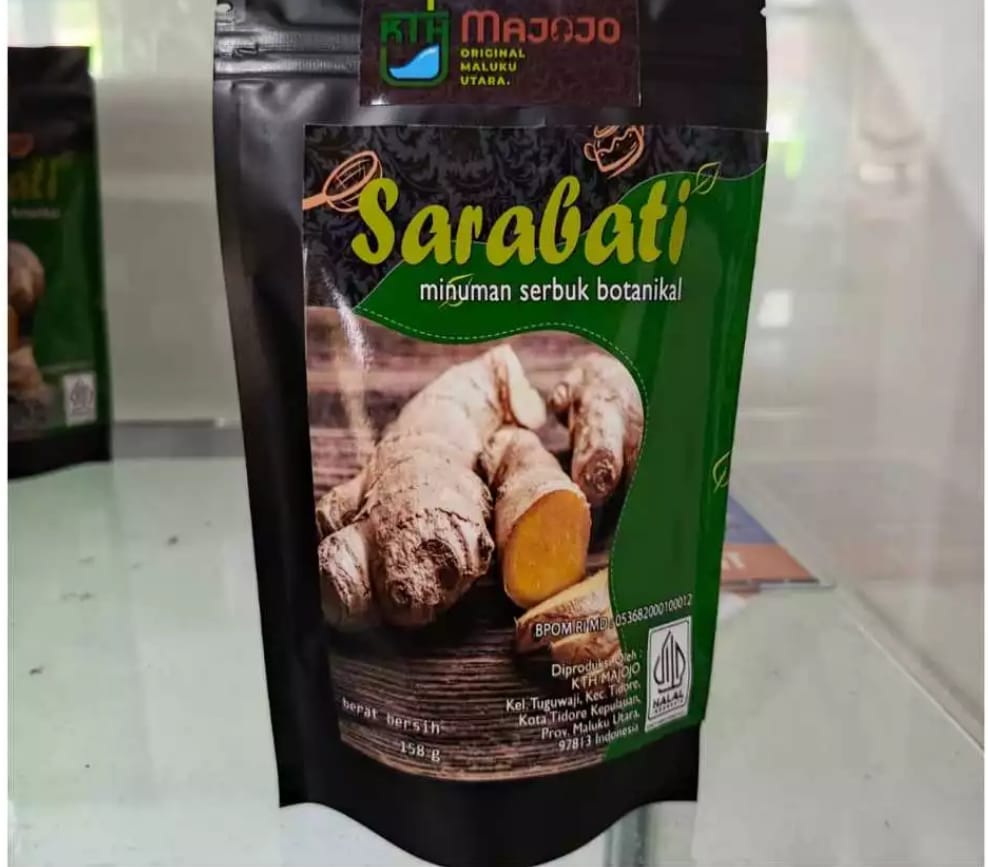 KTH MAJOJO
ORIGINAL
MALUKU
UTARA.
Sarabati
minuman serbuk botanikal
BPOM RI MD : 053682000100012
Diproduksi Oleh :
KTH MAJOJO
Kel. Tuguwaji, Kec. Tidore,
Kota Tidore Kepulauan,
Prov. Maluku Utara,
97813 Indonesia
HALAL
INDONESIA
berat bersih
158 g